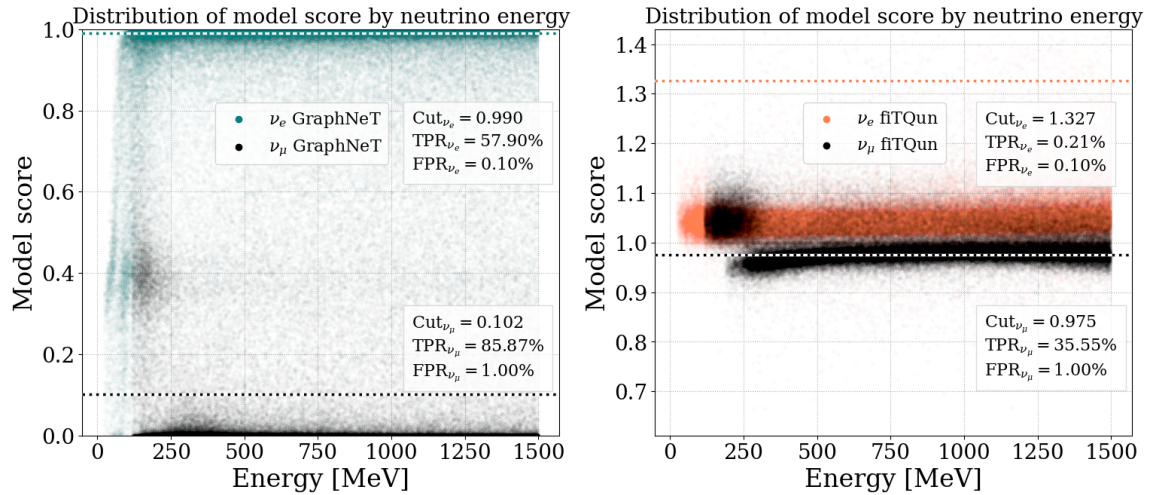 Distribution of model score by neutrino energy
Model score
1.0
0.8
0.6
0.4
0.2
0.0
ν_e GraphNeT
ν_μ GraphNeT
Cut_{ν_e} = 0.990
TPR_{ν_e} = 57.90%
FPR_{ν_e} = 0.10%
Cut_{ν_μ} = 0.102
TPR_{ν_μ} = 85.87%
FPR_{ν_μ} = 1.00%
0 250 500 750 1000 1250 1500
Energy [MeV]
Distribution of model score by neutrino energy
Model score
1.4
1.3
1.2
1.1
1.0
0.9
0.8
0.7
ν_e fiTQun
ν_μ fiTQun
Cut_{ν_e} = 1.327
TPR_{ν_e} = 0.21%
FPR_{ν_e} = 0.10%
Cut_{ν_μ} = 0.975
TPR_{ν_μ} = 35.55%
FPR_{ν_μ} = 1.00%
0 250 500 750 1000 1250 1500
Energy [MeV]